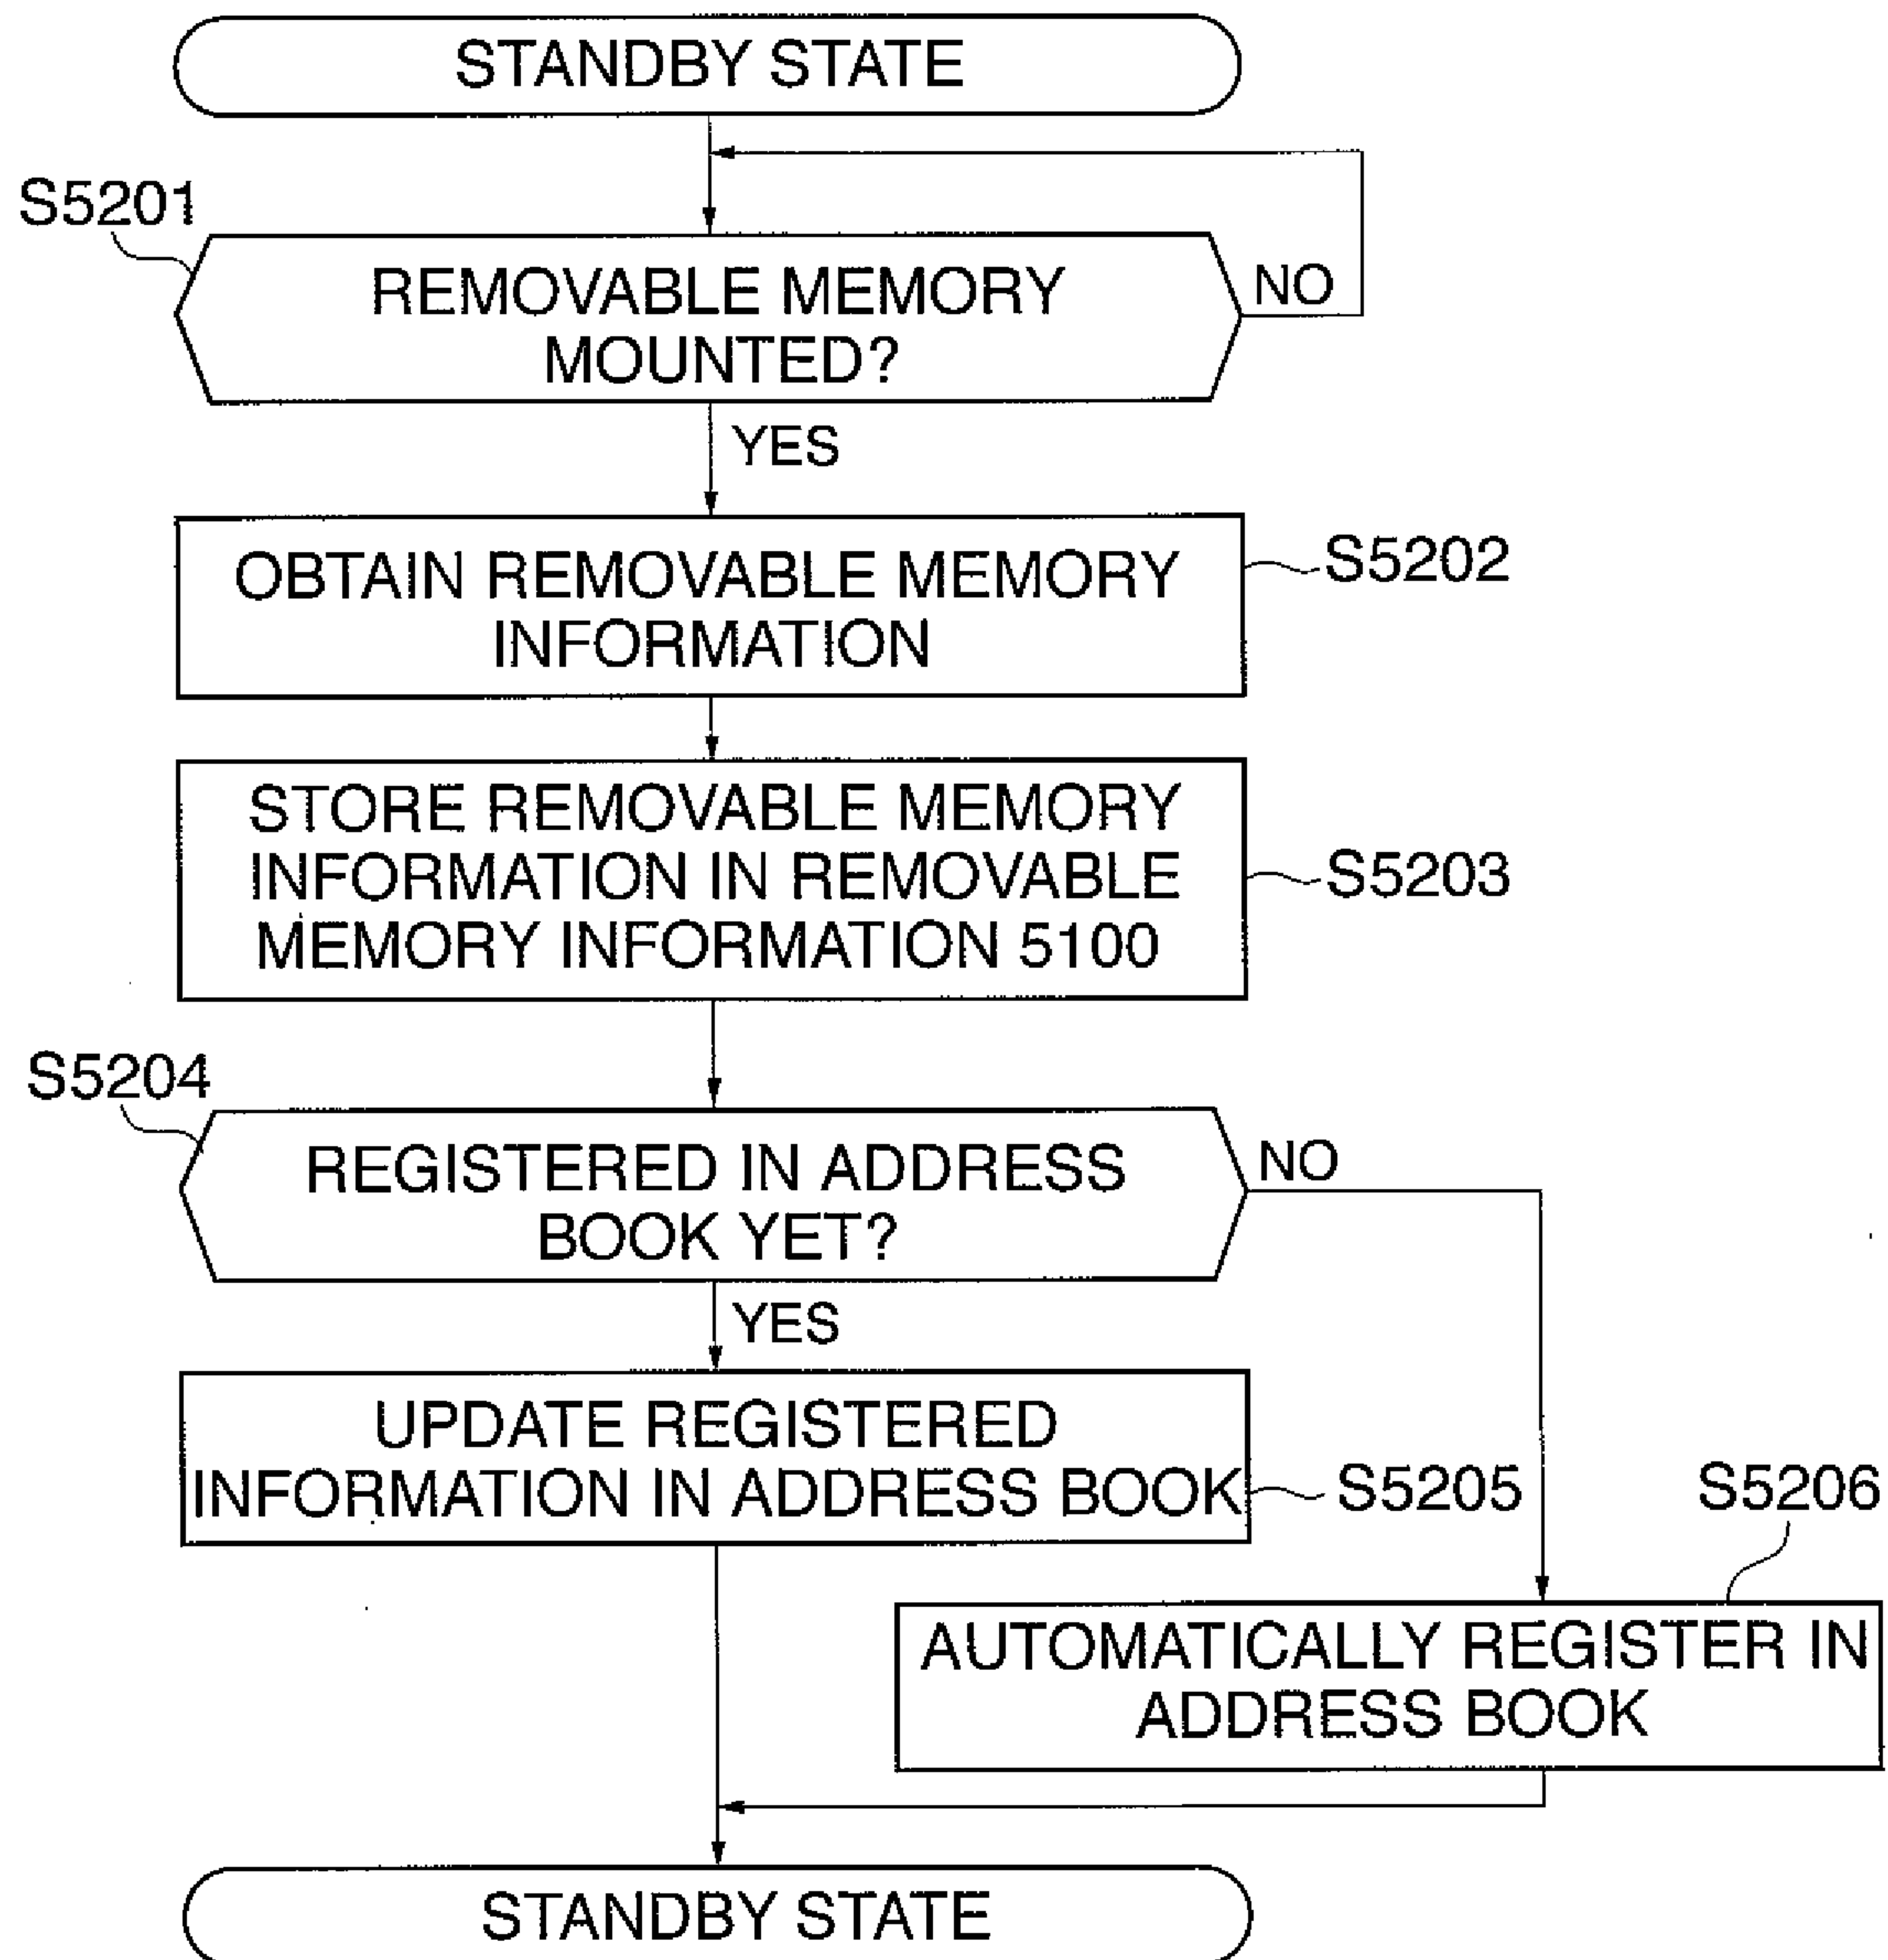 STANDBY STATE
S5201
REMOVABLE MEMORY
MOUNTED?
NO
YES
OBTAIN REMOVABLE MEMORY
INFORMATION
S5202
STORE REMOVABLE MEMORY
INFORMATION IN REMOVABLE
MEMORY INFORMATION 5100
S5203
S5204
REGISTERED IN ADDRESS
BOOK YET?
NO
YES
UPDATE REGISTERED
INFORMATION IN ADDRESS BOOK
S5205
S5206
AUTOMATICALLY REGISTER IN
ADDRESS BOOK
STANDBY STATE